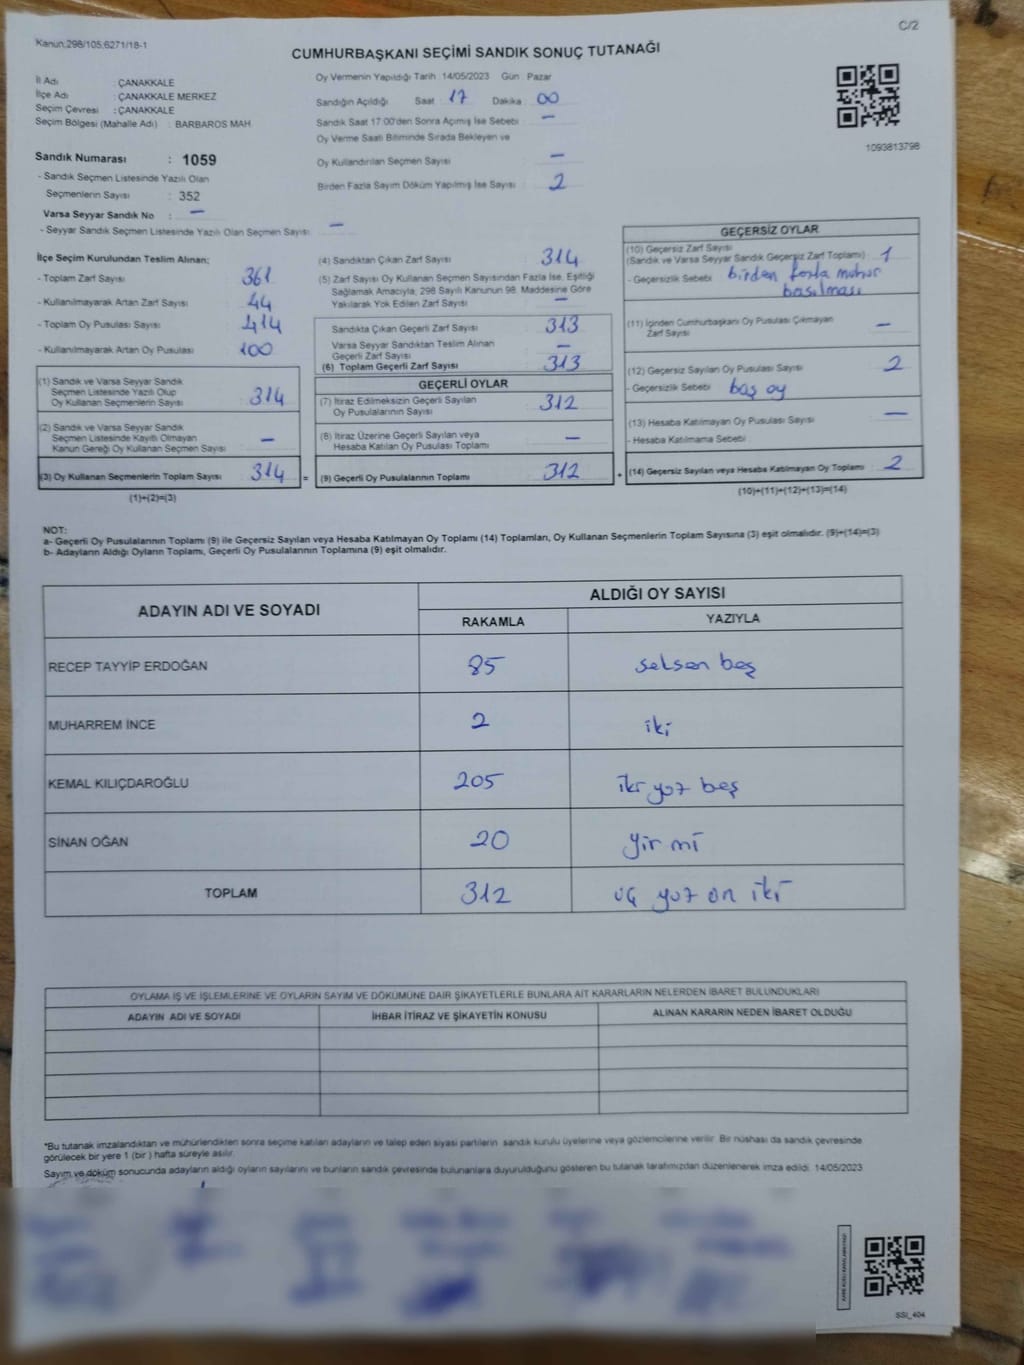 C/2
Kanun,298/105;6271/18-1
CUMHURBAŞKANI SEÇİMİ SANDIK SONUÇ TUTANAĞI
İl Adı : ÇANAKKALE
İlçe Adı : ÇANAKKALE MERKEZ
Seçim Çevresi : ÇANAKKALE
Seçim Bölgesi (Mahalle Adı) : BARBAROS MAH.
Oy Vermenin Yapıldığı Tarih : 14/05/2023 Gün : Pazar
Sandığın Açıldığı Saat 17 Dakika 00
Sandık Saat 17:00'den Sonra Açımış İse Sebebi : —
Oy Verme Saati Bitiminde Sırada Bekleyen ve
Oy Kullandırılan Seçmen Sayısı : —
Birden Fazla Sayım Döküm Yapılmış İse Sayısı : 2
1093813798
Sandık Numarası : 1059
- Sandık Seçmen Listesinde Yazılı Olan
Seçmenlerin Sayısı : 352
Varsa Seyyar Sandık No : —
- Seyyar Sandık Seçmen Listesinde Yazılı Olan Seçmen Sayısı : —
İlçe Seçim Kurulundan Teslim Alınan:
- Toplam Zarf Sayısı 361
- Kullanılmayarak Artan Zarf Sayısı 44
- Toplam Oy Pusulası Sayısı 414
- Kullanılmayarak Artan Oy Pusulası 100
(1) Sandık ve Varsa Seyyar Sandık
Seçmen Listesinde Yazılı Olup
Oy Kullanan Seçmenlerin Sayısı 314
(2) Sandık ve Varsa Seyyar Sandık
Seçmen Listesinde Kayıtlı Olmayan
Kanun Gereği Oy Kullanan Seçmen Sayısı —
(3) Oy Kullanan Seçmenlerin Toplam Sayısı 314 =
(1)+(2)=(3)
(4) Sandıktan Çıkan Zarf Sayısı 314
(5) Zarf Sayısı Oy Kullanan Seçmen Sayısından Fazla İse, Eşitliği
Sağlamak Amacıyla, 298 Sayılı Kanunun 98. Maddesine Göre
Yakılarak Yok Edilen Zarf Sayısı —
Sandıkta Çıkan Geçerli Zarf Sayısı 313
Varsa Seyyar Sandıktan Teslim Alınan
Geçerli Zarf Sayısı —
(6) Toplam Geçerli Zarf Sayısı 313
GEÇERLİ OYLAR
(7) İtiraz Edilmeksizin Geçerli Sayılan
Oy Pusulalarının Sayısı 312
(8) İtiraz Üzerine Geçerli Sayılan veya
Hesaba Katılan Oy Pusulası Toplamı —
(9) Geçerli Oy Pusulalarının Toplamı 312 +
GEÇERSİZ OYLAR
(10) Geçersiz Zarf Sayısı
(Sandık ve Varsa Seyyar Sandık Geçersiz Zarf Toplamı) : 1
- Geçersizlik Sebebi : birden fazla mühür
basılması
(11) İçinden Cumhurbaşkanı Oy Pusulası Çıkmayan
Zarf Sayısı —
(12) Geçersiz Sayılan Oy Pusulası Sayısı 2
- Geçersizlik Sebebi boş oy
(13) Hesaba Katılmayan Oy Pusulası Sayısı —
- Hesaba Katılmama Sebebi :
(14) Geçersiz Sayılan veya Hesaba Katılmayan Oy Toplamı 2
(10)+(11)+(12)+(13)=(14)
NOT:
a- Geçerli Oy Pusulalarının Toplamı (9) ile Geçersiz Sayılan veya Hesaba Katılmayan Oy Toplamı (14) Toplamları, Oy Kullanan Seçmenlerin Toplam Sayısına (3) eşit olmalıdır. (9)+(14)=(3)
b- Adayların Aldığı Oyların Toplamı, Geçerli Oy Pusulalarının Toplamına (9) eşit olmalıdır.
ADAYIN ADI VE SOYADI ALDIĞI OY SAYISI
RAKAMLA YAZIYLA
RECEP TAYYİP ERDOĞAN 85 seksen beş
MUHARREM İNCE 2 iki
KEMAL KILIÇDAROĞLU 205 iki yüz beş
SİNAN OĞAN 20 yirmi
TOPLAM 312 üç yüz on iki
OYLAMA İŞ VE İŞLEMLERİNE VE OYLARIN SAYIM VE DÖKÜMÜNE DAİR ŞİKAYETLERLE BUNLARA AİT KARARLARIN NELERDEN İBARET BULUNDUKLARI
ADAYIN ADI VE SOYADI İHBAR İTİRAZ VE ŞİKAYETİN KONUSU ALINAN KARARIN NEDEN İBARET OLDUĞU
*Bu tutanak imzalandıktan ve mühürlendikten sonra seçime katılan adayların ve talep eden siyasi partilerin sandık kurulu üyelerine veya gözlemcilerine verilir. Bir nüshası da sandık çevresinde
görülecek bir yere 1 (bir ) hafta süreyle asılır.
Sayım ve döküm sonucunda adayların aldığı oyların sayılarını ve bunların sandık çevresinde bulunanlara duyurulduğunu gösteren bu tutanak tarafımızdan düzenlenerek imza edildi. 14/05/2023
SSI_404